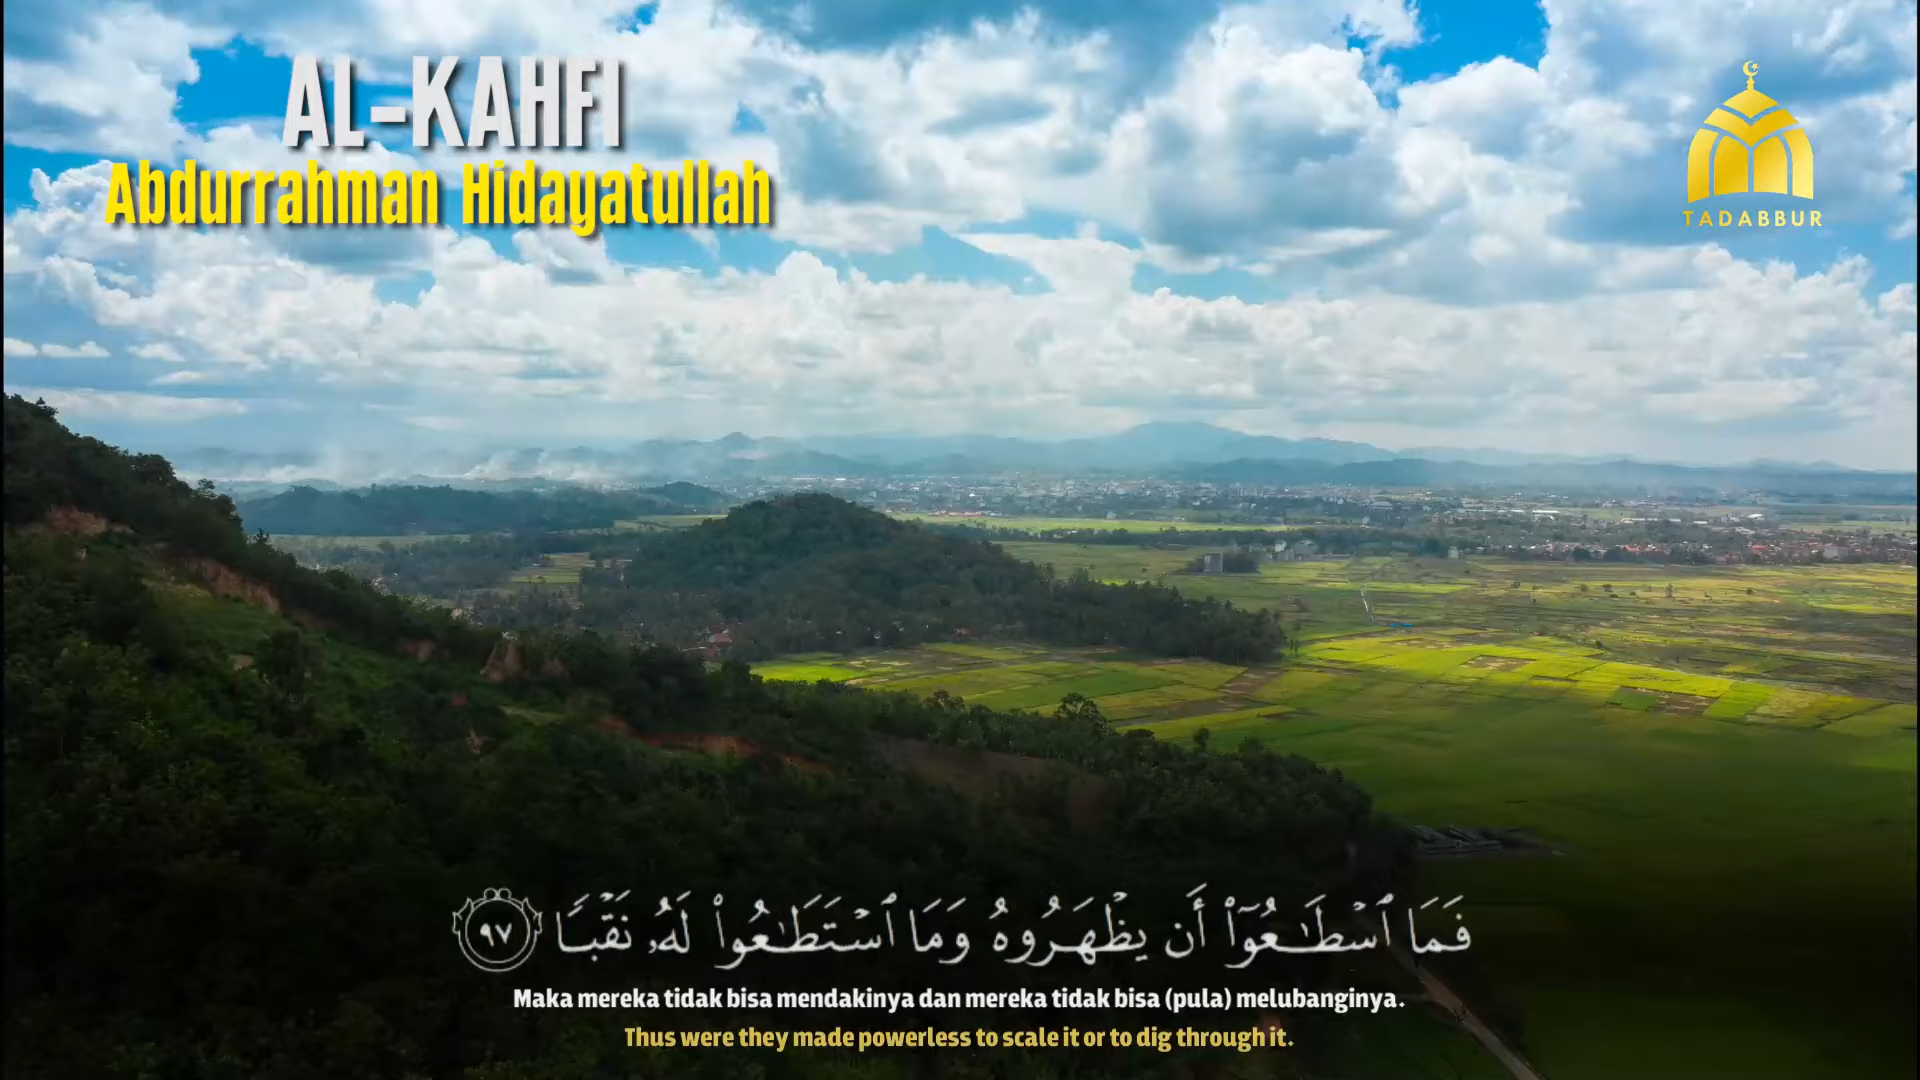 AL-KAHFI
Abdurrahman Hidayatullah
TADABBUR
فَمَا ٱسۡطَٰعُوٓاْ أَن يَظۡهَرُوهُ وَمَا ٱسۡتَطَٰعُواْ لَهُۥ نَقۡبٗا ٩٧
Maka mereka tidak bisa mendakinya dan mereka tidak bisa (pula) melubanginya.
Thus were they made powerless to scale it or to dig through it.